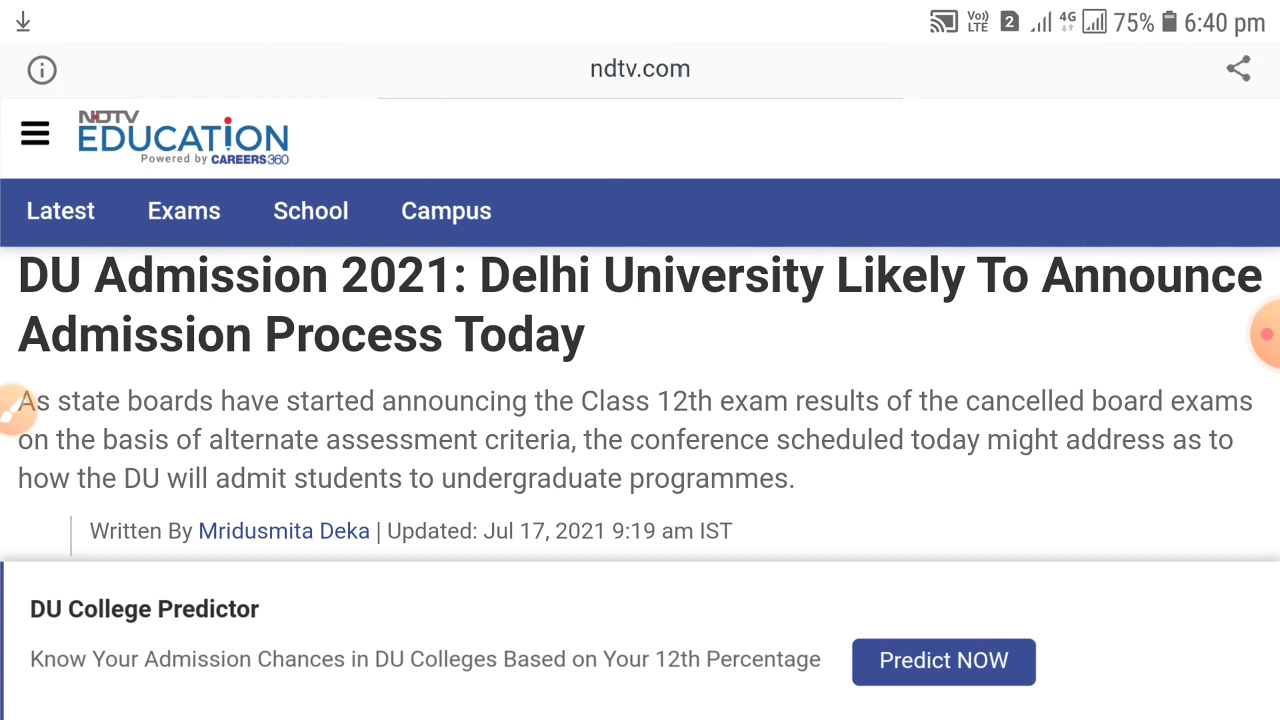 Vo))
LTE
2
4G
75%
6:40 pm
ndtv.com
NDTV
EDUCATION
Powered by CAREERS360
Latest Exams School Campus
DU Admission 2021: Delhi University Likely To Announce
Admission Process Today
As state boards have started announcing the Class 12th exam results of the cancelled board exams
on the basis of alternate assessment criteria, the conference scheduled today might address as to
how the DU will admit students to undergraduate programmes.
Written By Mridusmita Deka | Updated: Jul 17, 2021 9:19 am IST
DU College Predictor
Know Your Admission Chances in DU Colleges Based on Your 12th Percentage
Predict NOW